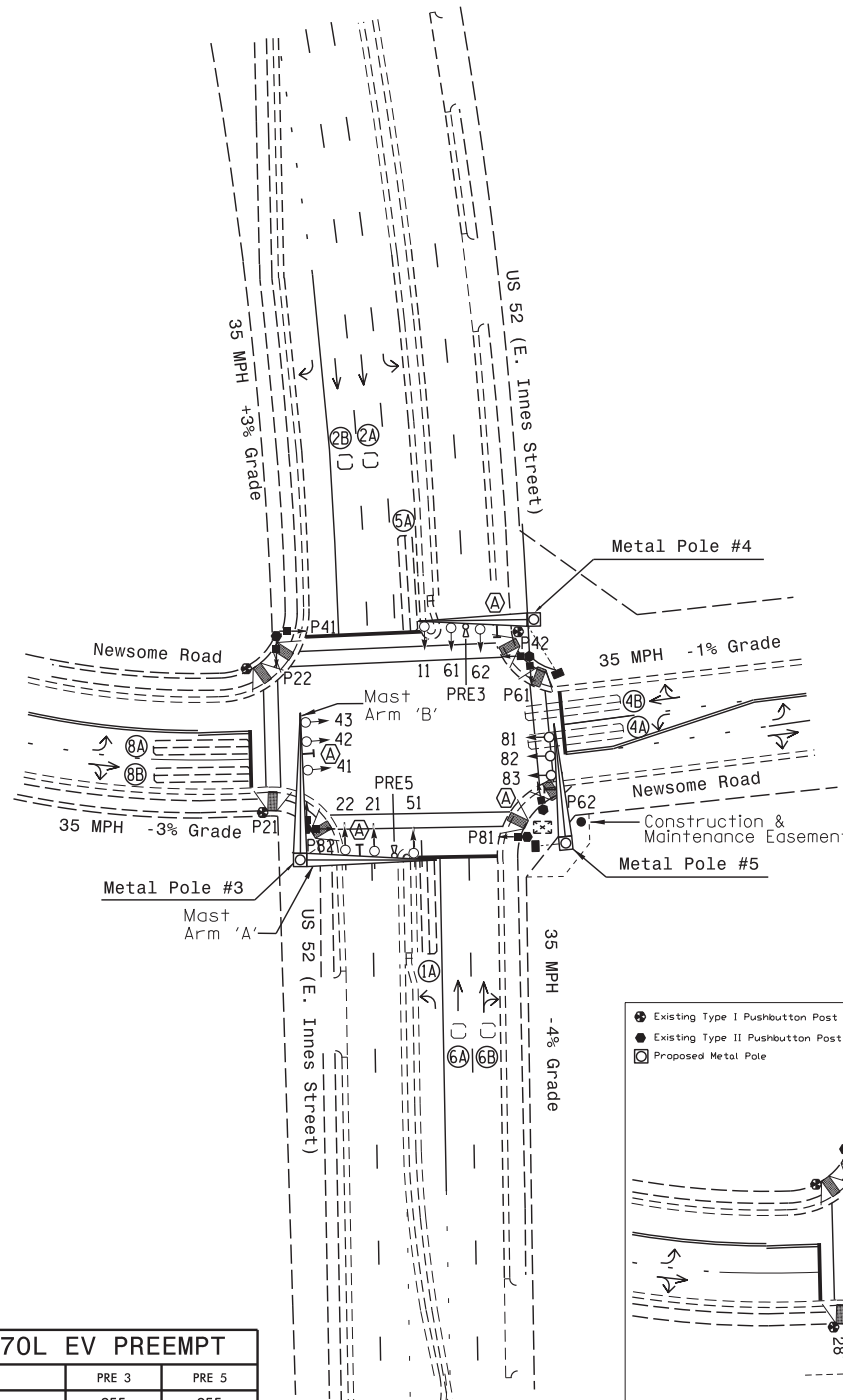 US 52 (E. Innes Street)
35 MPH +3% Grade
2B
2A
5A
Metal Pole #4
A
P41
P42
Newsome Road
P22
11
61
62
PRE3
P61
35 MPH -1% Grade
Mast
Arm 'B'
43
42
A
41
4B
4A
8A
8B
81
82
83
A
PRE5
22
21
51
Newsome Road
35 MPH -3% Grade
P21
P82
A
P81
P62
Construction &
Maintenance Easement
Metal Pole #5
Metal Pole #3
Mast
Arm 'A'
US 52 (E. Innes Street)
1A
35 MPH -4% Grade
6A
6B
Existing Type I Pushbutton Post
Existing Type II Pushbutton Post
Proposed Metal Pole
28
70L EV PREEMPT
PRE 3
PRE 5
255
255